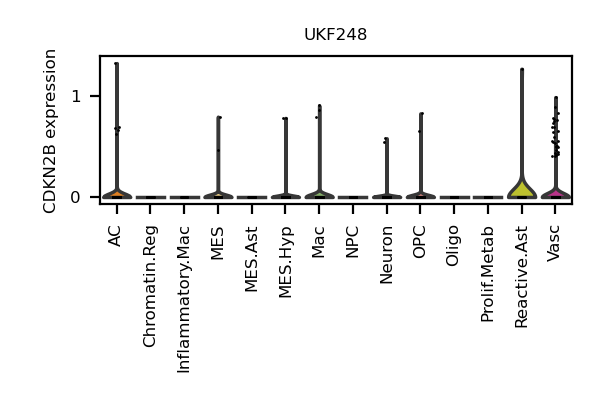 UKF248
CDKN2B expression
1
0
AC
Chromatin.Reg
Inflammatory.Mac
MES
MES.Ast
MES.Hyp
Mac
NPC
Neuron
OPC
Oligo
Prolif.Metab
Reactive.Ast
Vasc